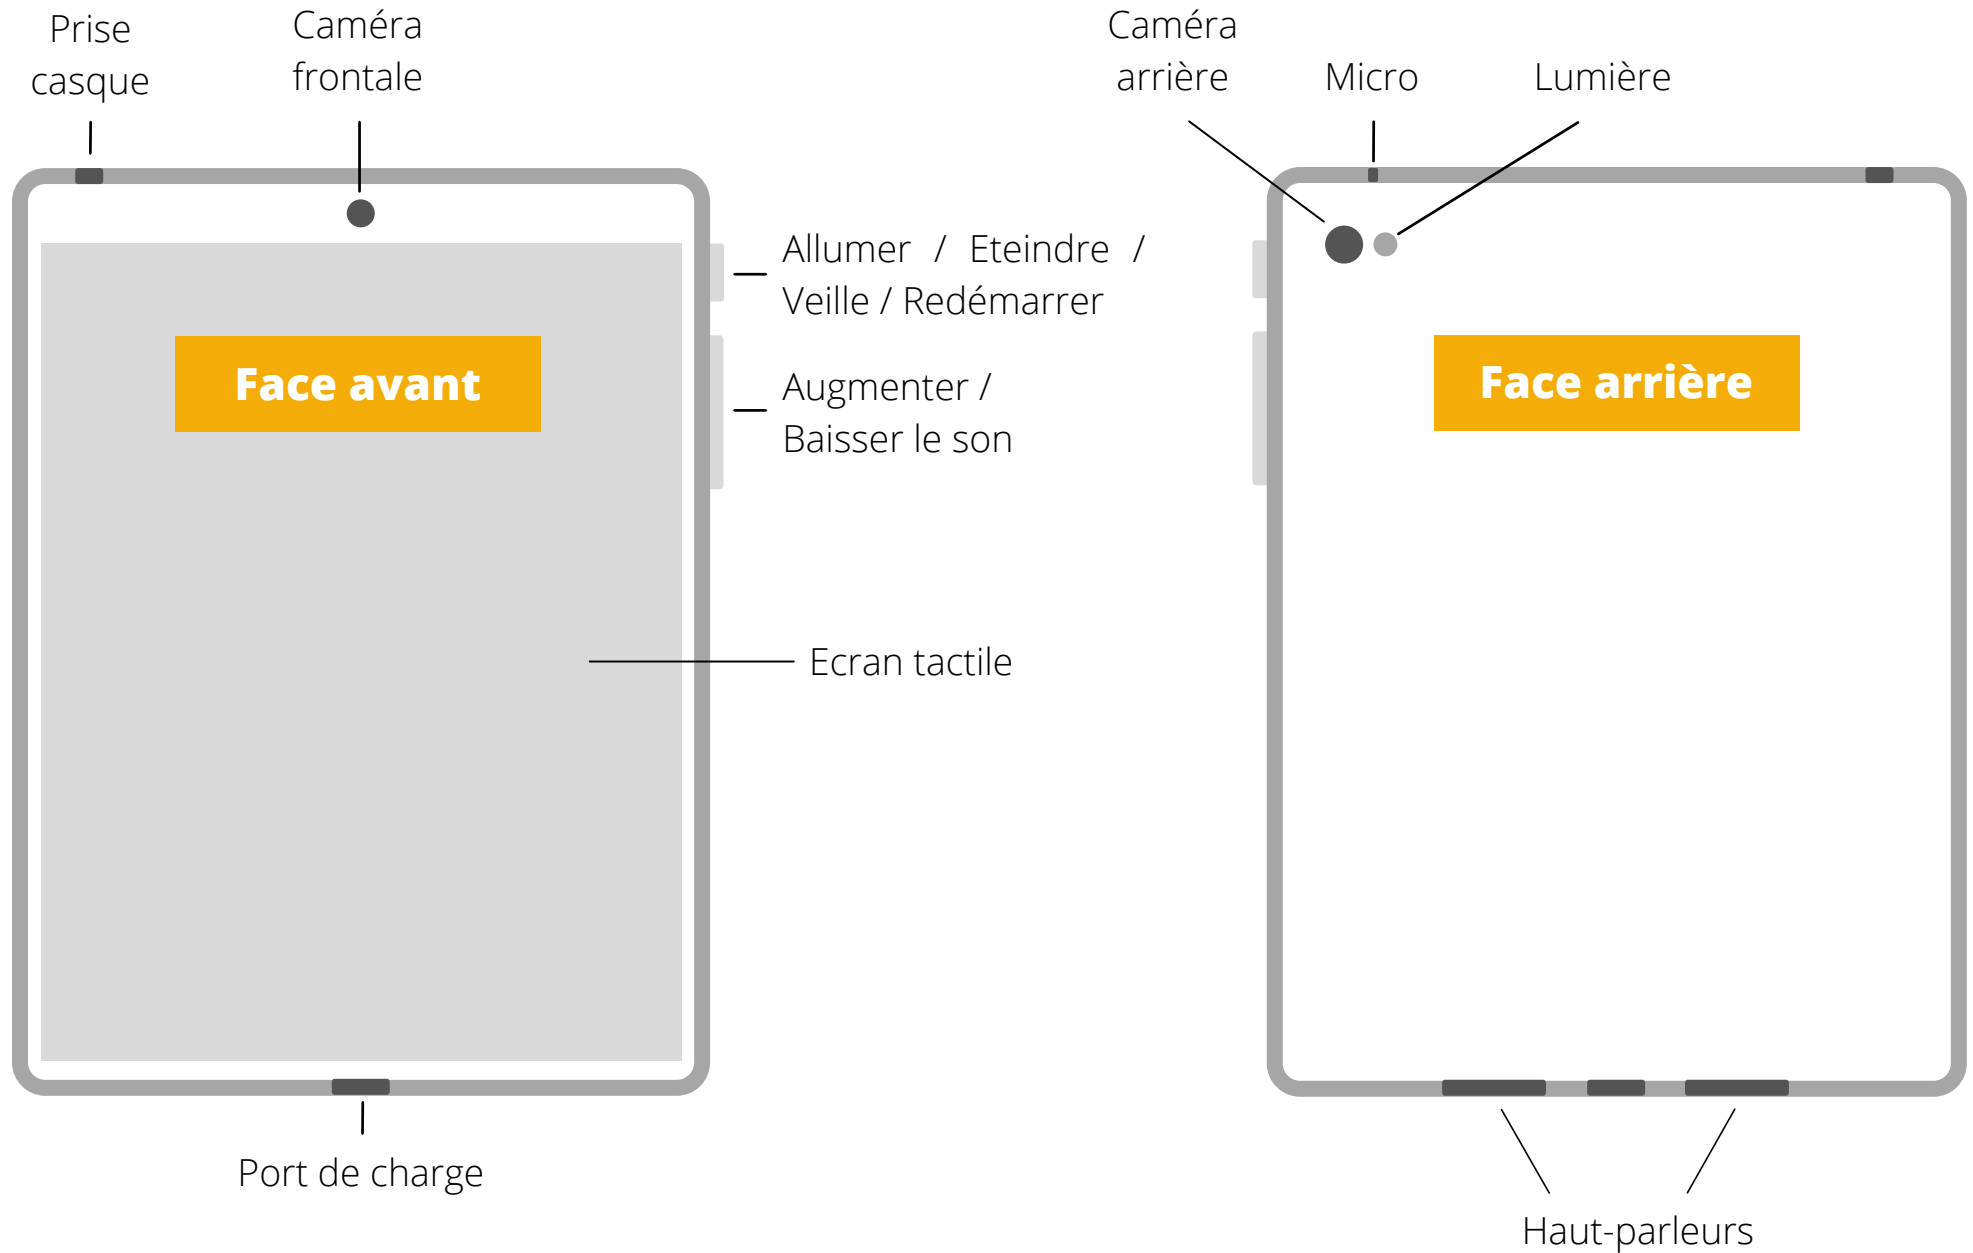 Prise
casque
Caméra
frontale
Caméra
arrière
Micro
Lumière
Allumer / Eteindre /
Veille / Redémarrer
Face avant
Augmenter /
Baisser le son
Face arrière
Ecran tactile
Port de charge
Haut-parleurs